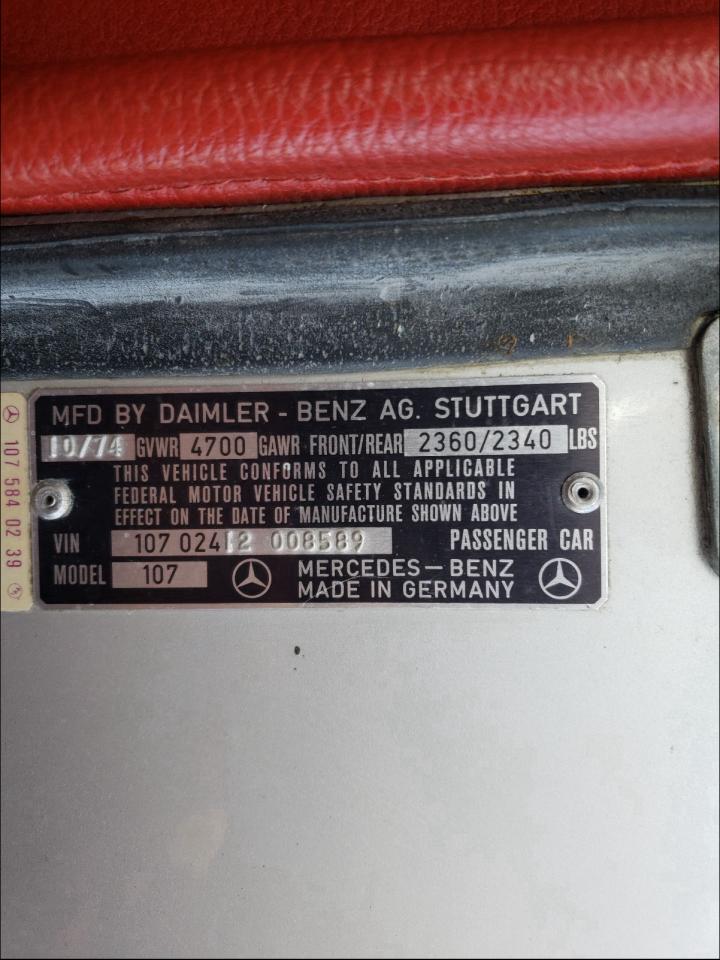 MFD BY DAIMLER - BENZ AG. STUTTGART
10/74 GVWR 4700 GAWR FRONT/REAR 2360/2340 LBS
THIS VEHICLE CONFORMS TO ALL APPLICABLE
FEDERAL MOTOR VEHICLE SAFETY STANDARDS IN
EFFECT ON THE DATE OF MANUFACTURE SHOWN ABOVE
VIN 107 024 12 008589 PASSENGER CAR
MODEL 107 MERCEDES – BENZ
MADE IN GERMANY
107 584 02 39